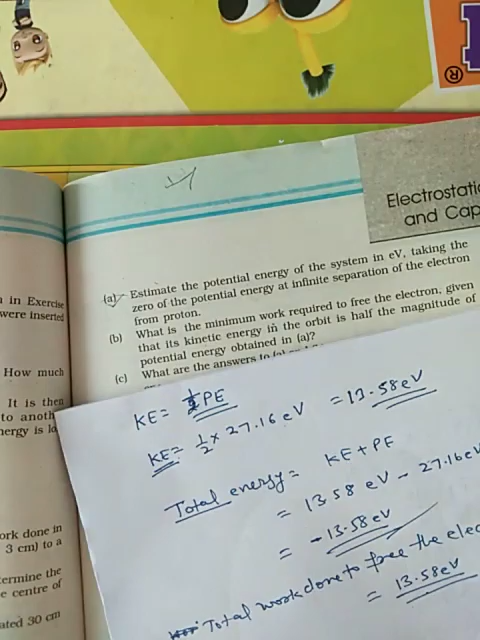 ®
Electrostatic
and Cap
(a) Estimate the potential energy of the system in eV, taking the
zero of the potential energy at infinite separation of the electron
from proton.
(b) What is the minimum work required to free the electron, given
that its kinetic energy in the orbit is half the magnitude of
potential energy obtained in (a)?
(c) What are the answers to (a)
in Exercise
were inserted
How much
It is then
to anoth
nergy is lo
ork done in
3 cm) to a
termine the
e centre of
ated 30 cm
KE = ½ PE
KE = ½ × 27.16 eV = 13.58 eV
Total energy = KE + PE
= 13.58 eV - 27.16 eV
= -13.58 eV
Total work done to free the elec
= 13.58 eV